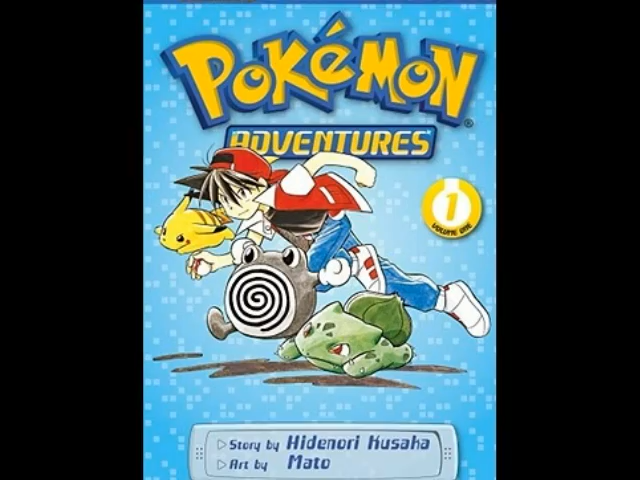 POKéMON®
ADVENTURES
1
VOLUME ONE
Story by Hidenori Kusaka
Art by Mato